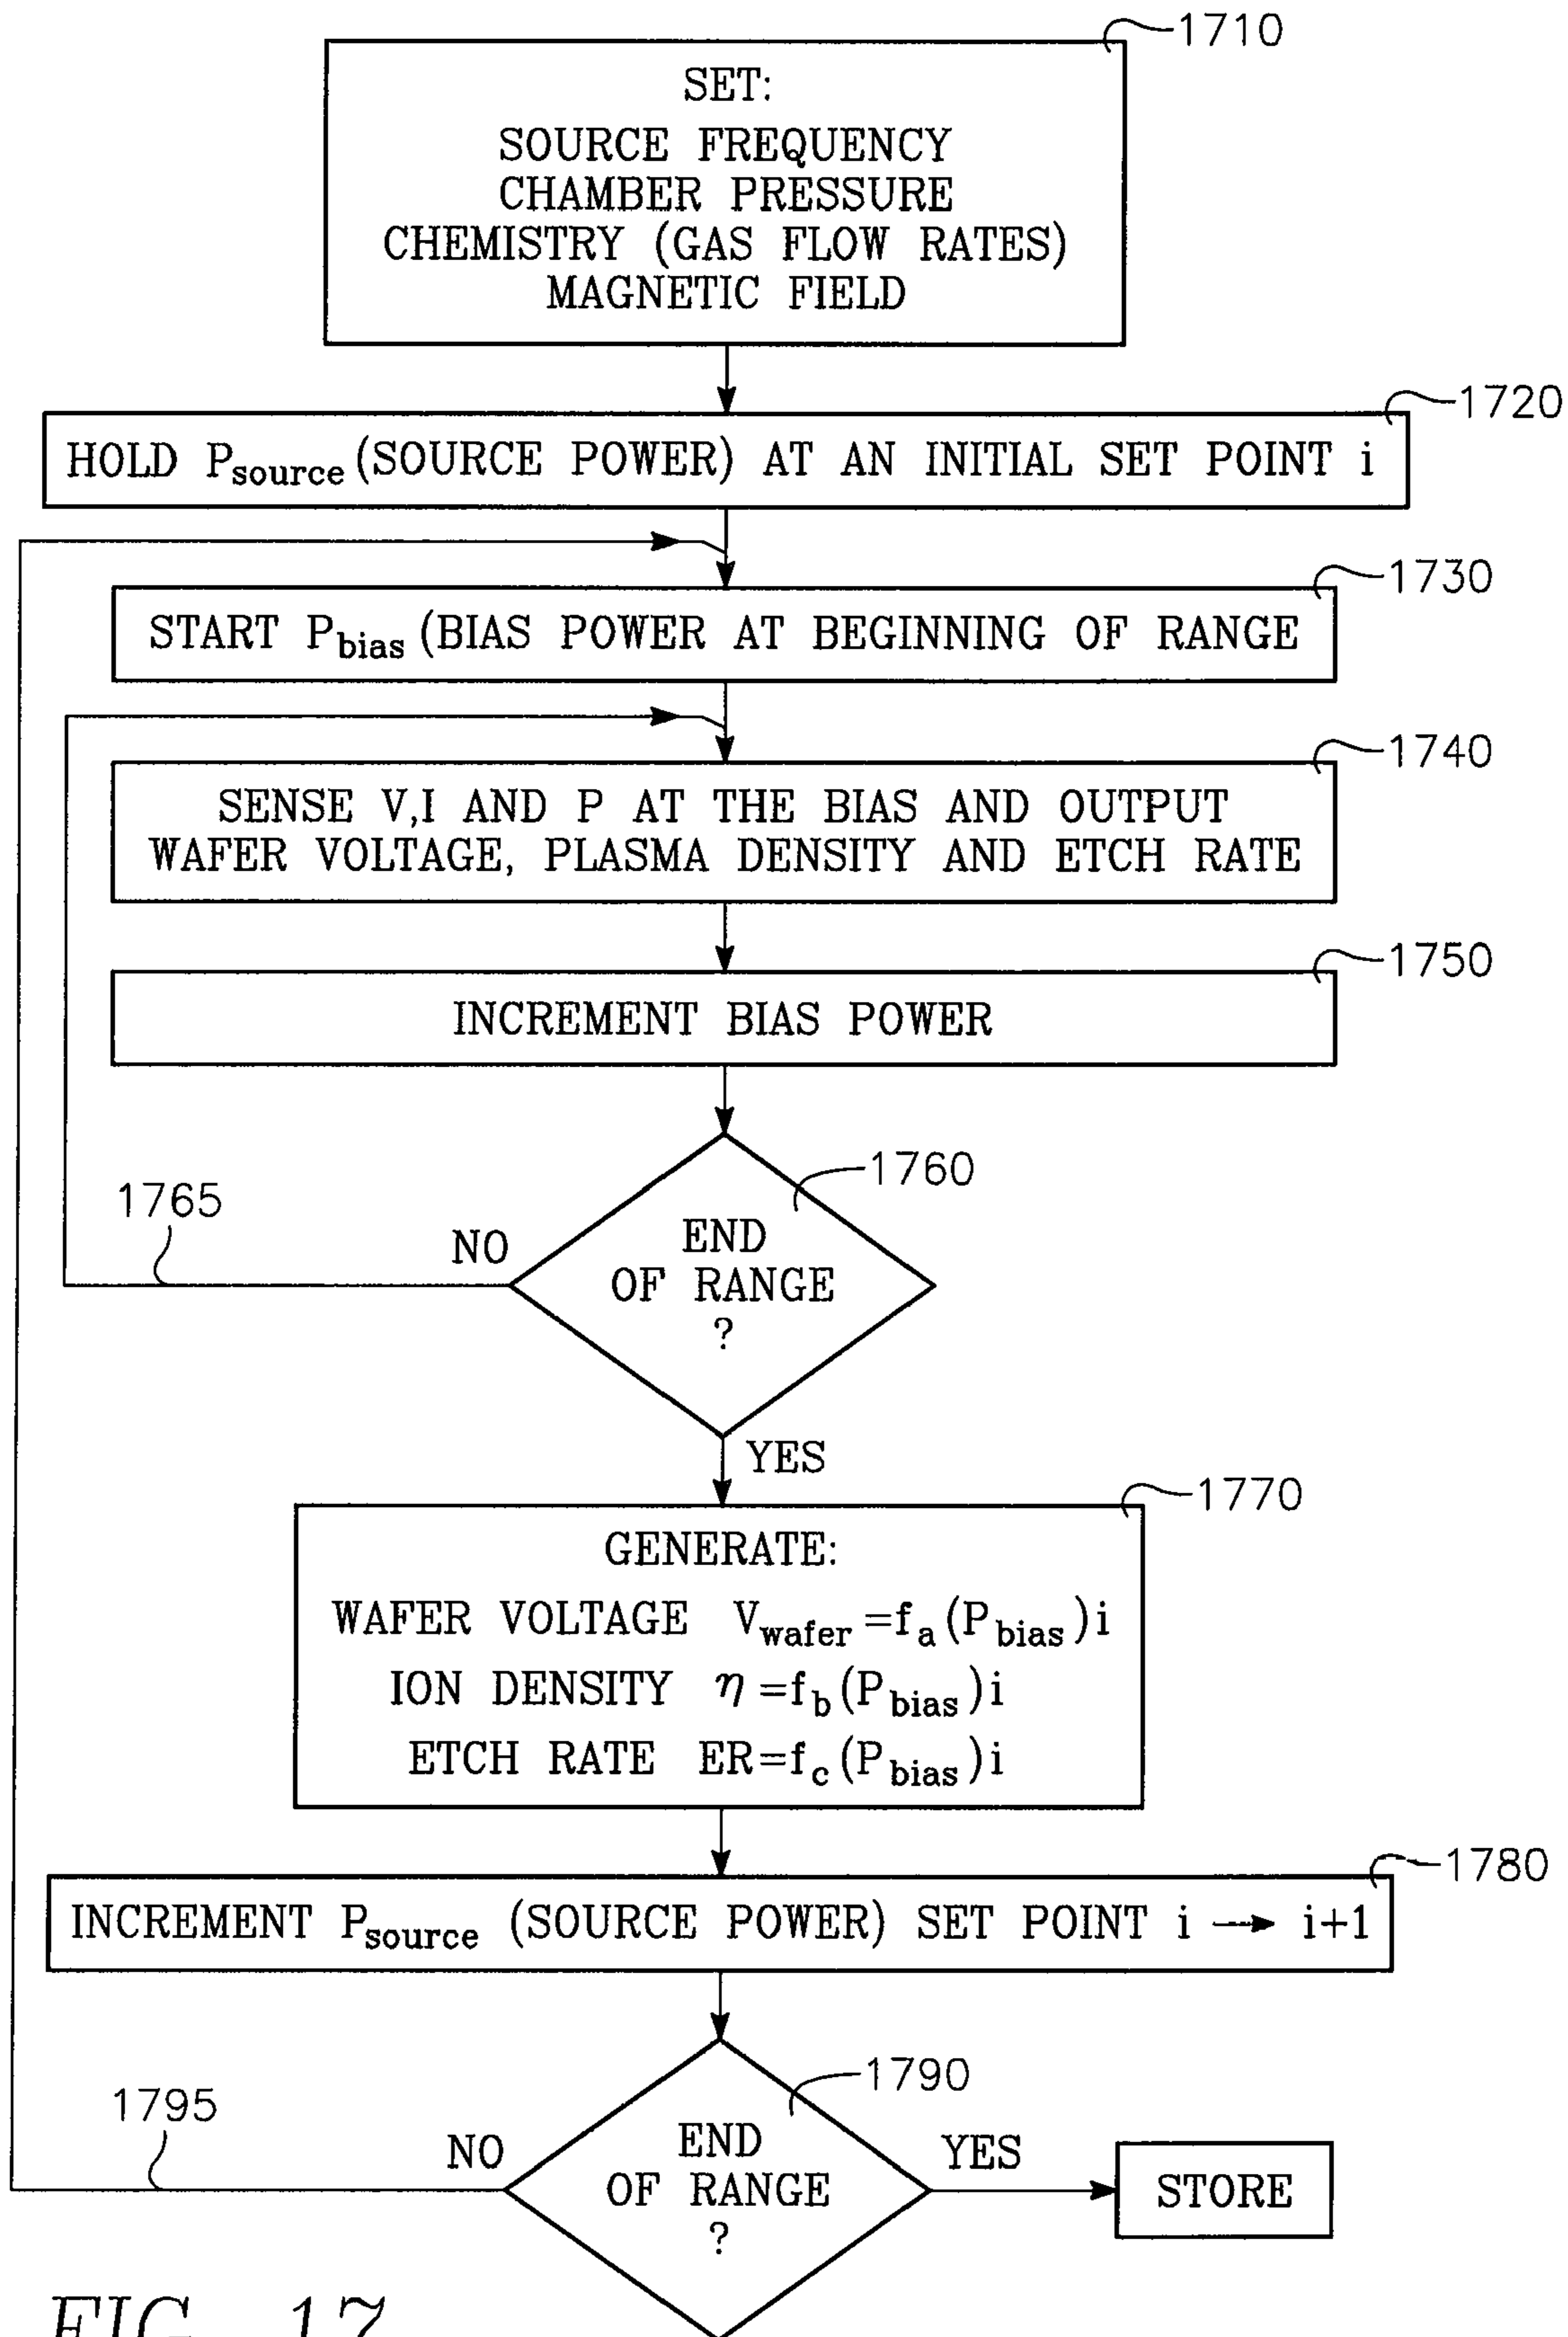 1710
SET:
SOURCE FREQUENCY
CHAMBER PRESSURE
CHEMISTRY (GAS FLOW RATES)
MAGNETIC FIELD
1720
HOLD Psource (SOURCE POWER) AT AN INITIAL SET POINT i
1730
START Pbias (BIAS POWER AT BEGINNING OF RANGE
1740
SENSE V,I AND P AT THE BIAS AND OUTPUT
WAFER VOLTAGE, PLASMA DENSITY AND ETCH RATE
1750
INCREMENT BIAS POWER
1760
1765
NO
END
OF RANGE
?
YES
1770
GENERATE:
WAFER VOLTAGE Vwafer =fa (Pbias )i
ION DENSITY η =fb (Pbias )i
ETCH RATE ER=fc (Pbias )i
1780
INCREMENT Psource (SOURCE POWER) SET POINT i → i+1
1790
1795
NO
END
OF RANGE
?
YES
STORE
FIG. 17